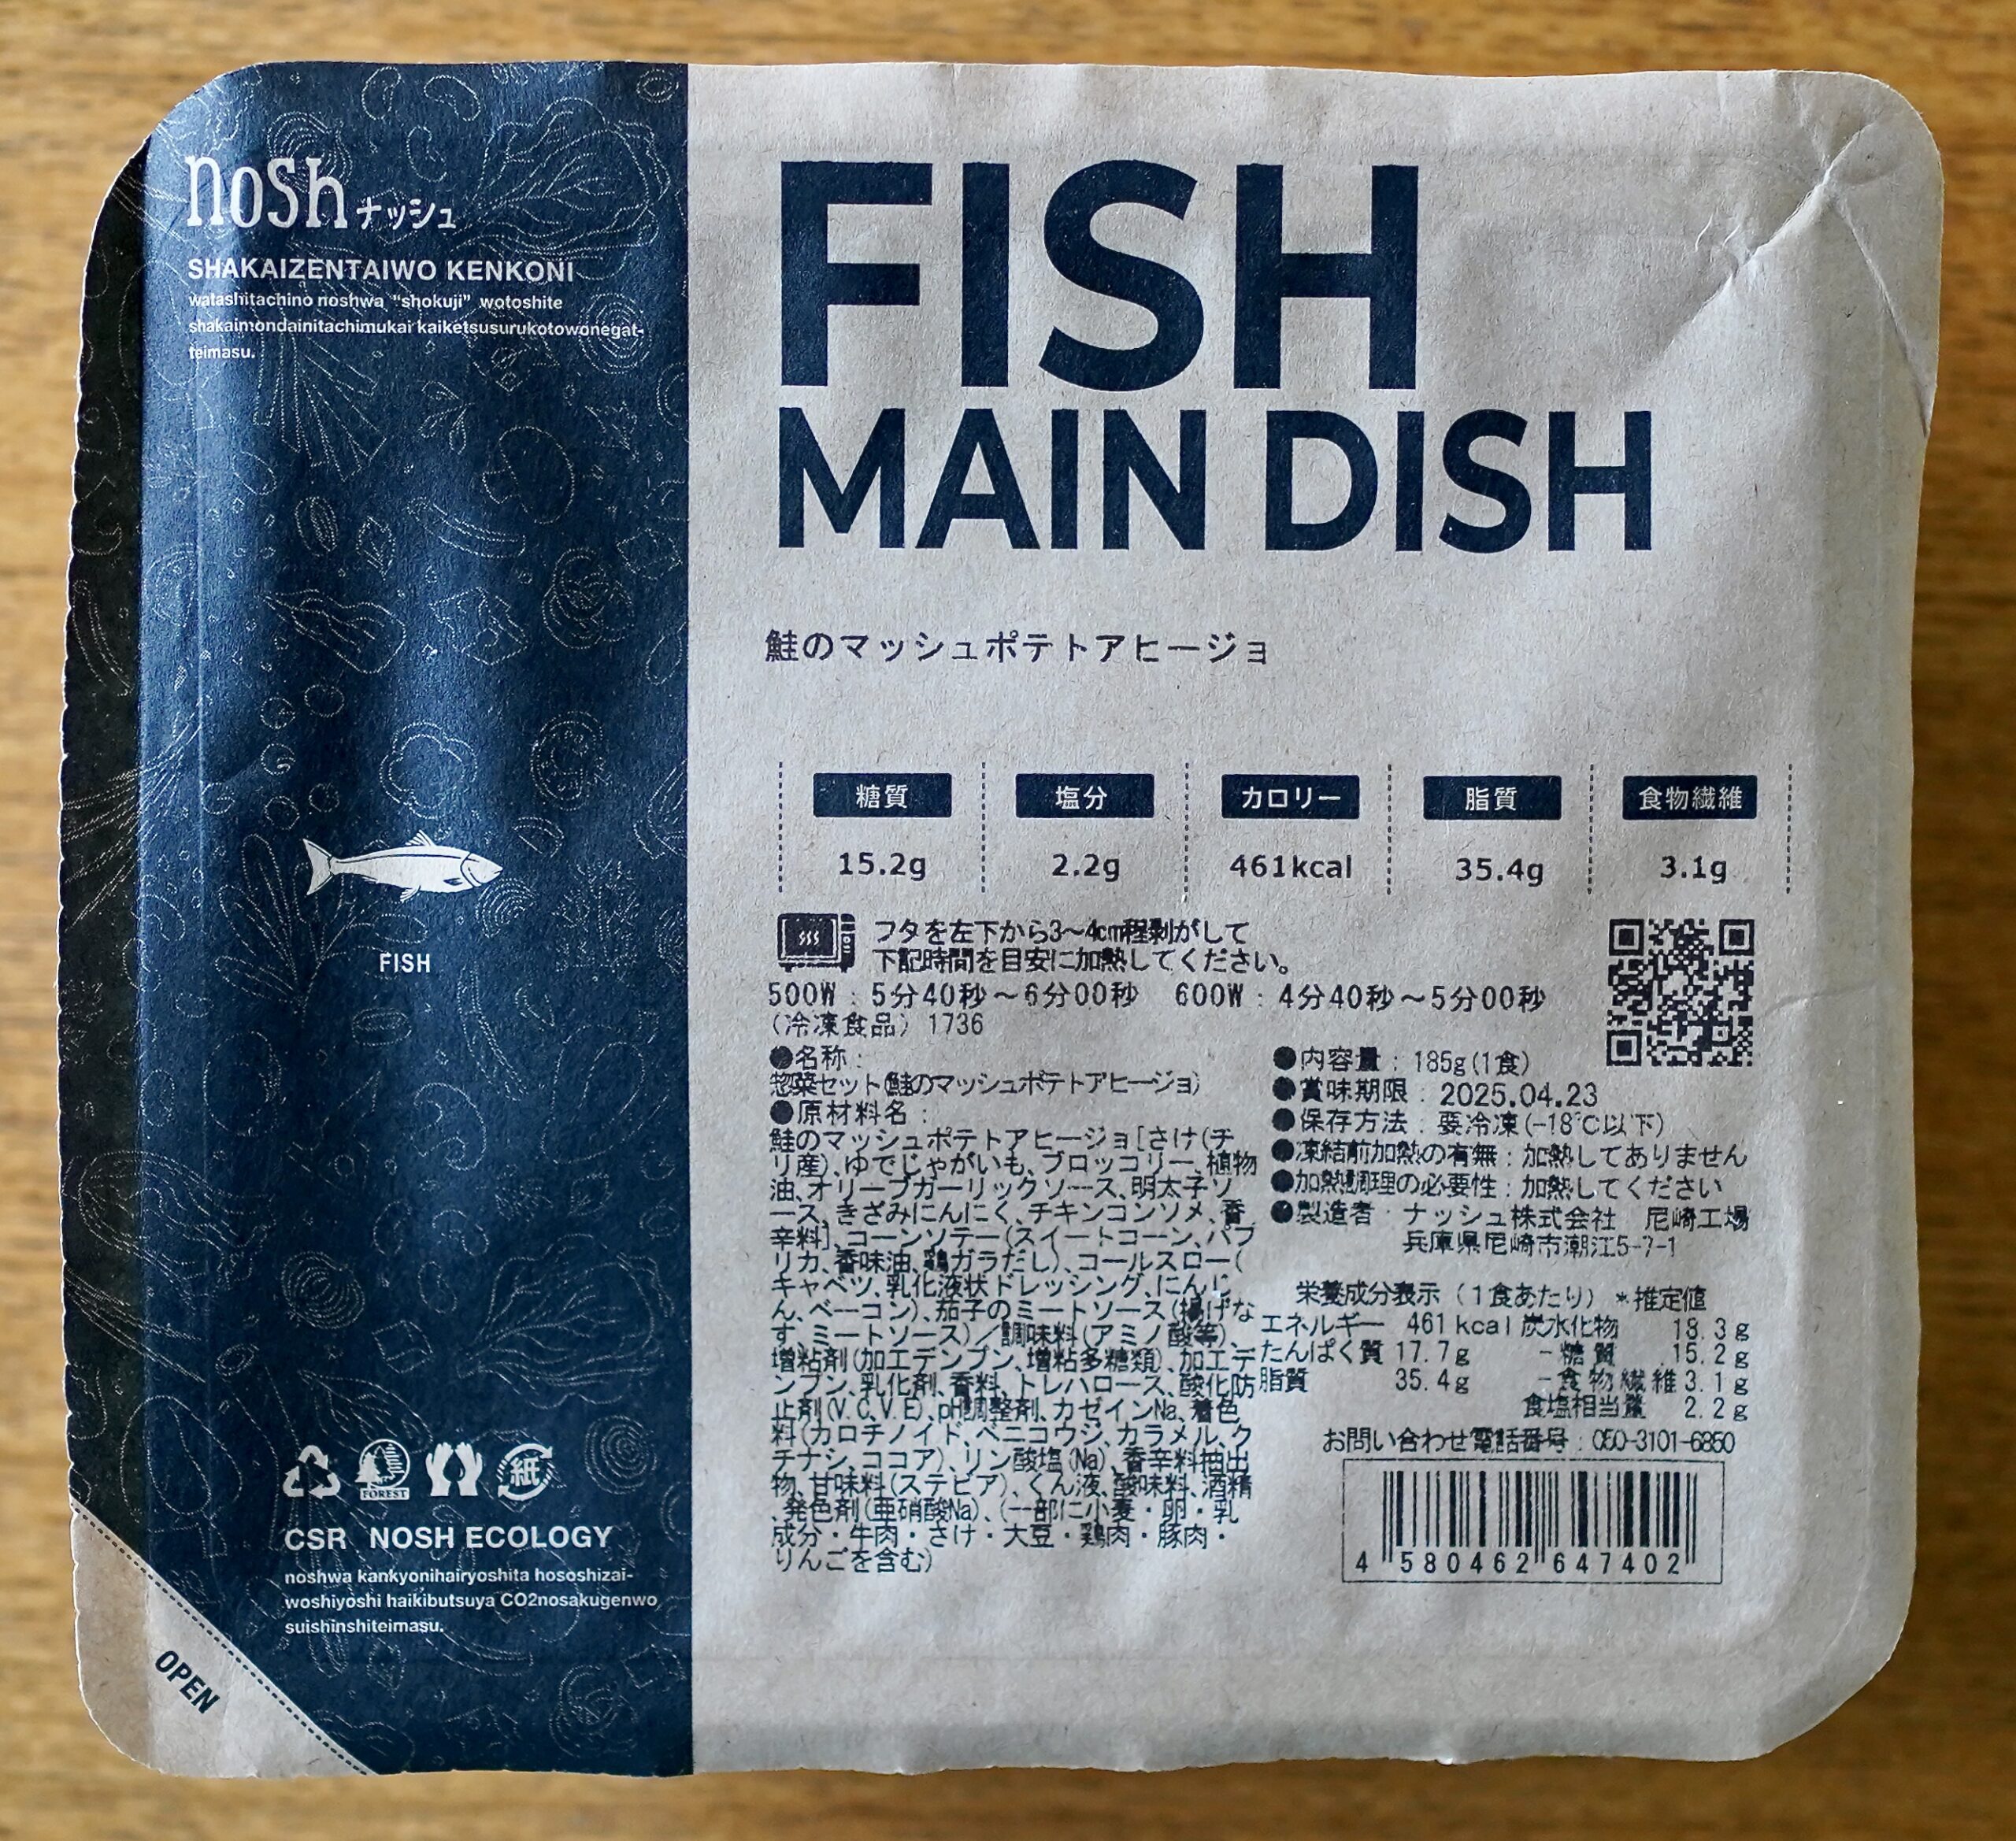 nosh ナッシュ
SHAKAIZENTAIWO KENKONI
watashitachino noshwa "shokuji" wotoshite
shakaimondainitachimukai kaiketsusurukotowonegat-
teimasu.
FISH
MAIN DISH
鮭のマッシュポテトアヒージョ
糖質 塩分 カロリー 脂質 食物繊維
15.2g 2.2g 461kcal 35.4g 3.1g
フタを左下から3～4cm程剥がして
下記時間を目安に加熱してください。
500W：5分40秒～6分00秒 600W：4分40秒～5分00秒
(冷凍食品) 1736
●名称：
惣菜セット(鮭のマッシュポテトアヒージョ)
●原材料名：
鮭のマッシュポテトアヒージョ[さけ(チ
リ産)、ゆでじゃがいも、ブロッコリー、植物
油、オリーブガーリックソース、明太子ソ
ース、きざみにんにく、チキンコンソメ、香
辛料]、コーンソテー(スイートコーン、パプ
リカ、香味油、鶏ガラだし)、コールスロー(
キャベツ、乳化液状ドレッシング、にんじ
ん、ベーコン)、茄子のミートソース(揚げな
す、ミートソース)／調味料(アミノ酸等)、
増粘剤(加工デンプン、増粘多糖類)、加工デ
ンプン、乳化剤、香料、トレハロース、酸化防
止剤(V.C、V.E)、pH調整剤、カゼインNa、着色
料(カロチノイド、ベニコウジ、カラメル、ク
チナシ、ココア)、リン酸塩(Na)、香辛料抽出
物、甘味料(ステビア)、くん液、酸味料、酒精
、発色剤(亜硝酸Na)、(一部に小麦・卵・乳
成分・牛肉・さけ・大豆・鶏肉・豚肉・
りんごを含む)
●内容量：185g(1食)
●賞味期限：2025.04.23
●保存方法：要冷凍(-18℃以下)
●凍結前加熱の有無：加熱してありません
●加熱調理の必要性：加熱してください
●製造者：ナッシュ株式会社 尼崎工場
兵庫県尼崎市潮江5-7-1
栄養成分表示（1食あたり）＊推定値
エネルギー 461 kcal 炭水化物 18.3g
たんぱく質 17.7g －糖質 15.2g
脂質 35.4g －食物繊維 3.1g
食塩相当量 2.2g
お問い合わせ電話番号：050-3101-6850
4 580462 647402
FISH
FOREST
紙
CSR NOSH ECOLOGY
noshwa kankyonihairyoshita hososhizai-
woshiyoshi haikibutsuya CO2nosakugenwo
suishinshiteimasu.
OPEN